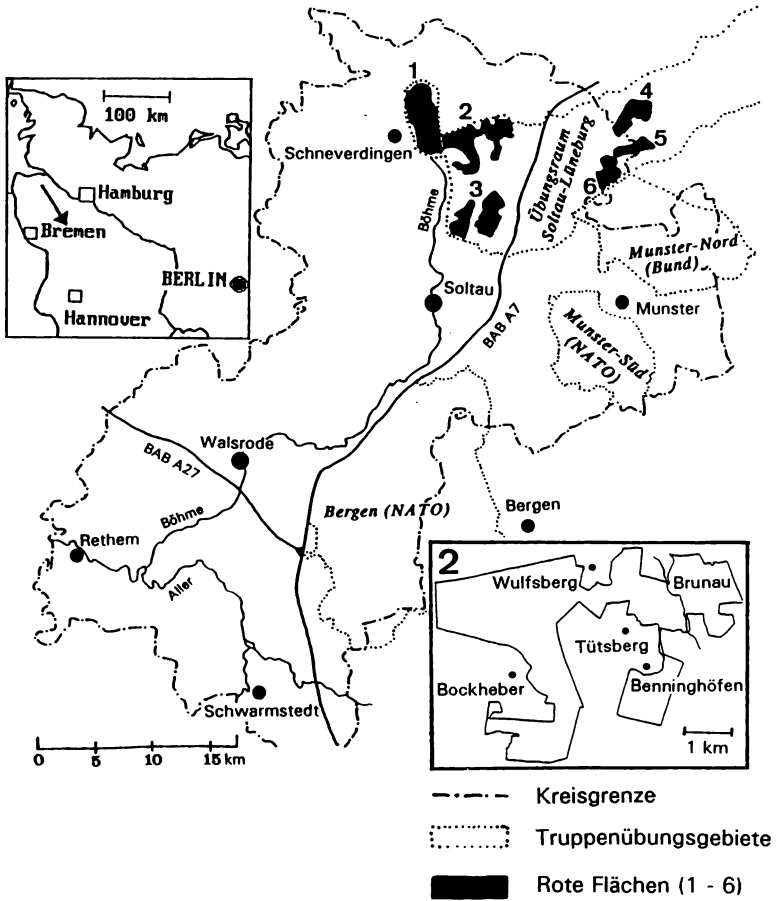 1
2
3
4
5
6
100 km
Hamburg
Bremen
BERLIN
Hannover
Schneverdingen
Böhme
Übungsraum
Soltau-Lüneburg
Munster-Nord
(Bund)
Soltau
Munster
BAB A7
Munster-Süd
(NATO)
Walsrode
BAB A27
Böhme
Bergen (NATO)
Bergen
Rethem
Aller
Schwarmstedt
0 5 10 15 km
2
Wulfsberg
Brunau
Tütsberg
Bockheber
Benninghöfen
1 km
Kreisgrenze
Truppenübungsgebiete
Rote Flächen (1 - 6)